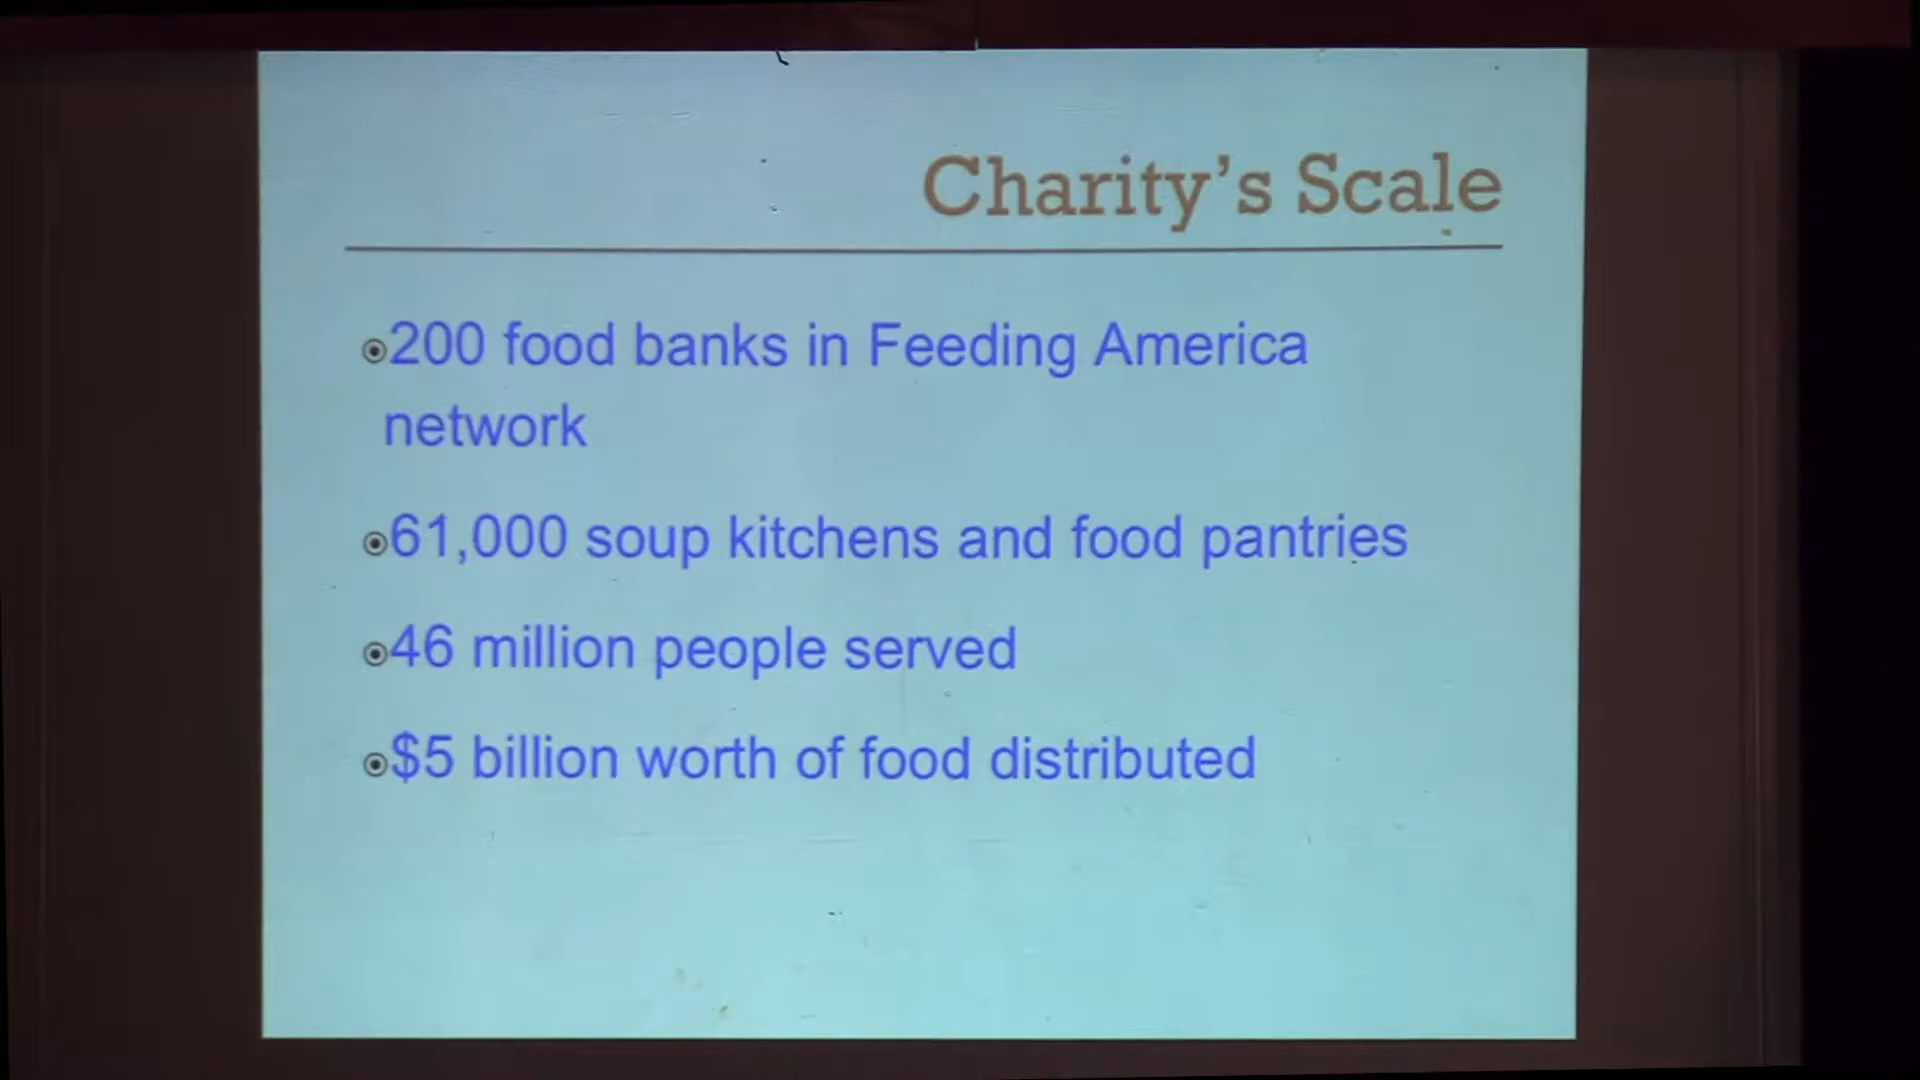 Charity’s Scale
200 food banks in Feeding America
network
61,000 soup kitchens and food pantries
46 million people served
$5 billion worth of food distributed